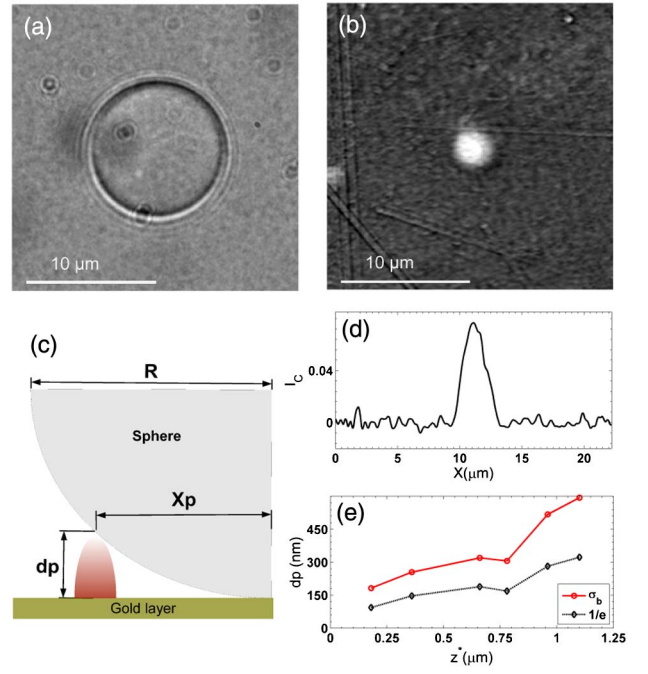 (a)
(b)
10 µm
10 µm
(c)
R
Sphere
Xp
dp
Gold layer
(d)
I_C
0.04
0
0
5
10
15
20
X(µm)
(e)
dp (nm)
450
300
150
0
σ_b
1/e
0
0.25
0.5
0.75
1
1.25
z*(µm)